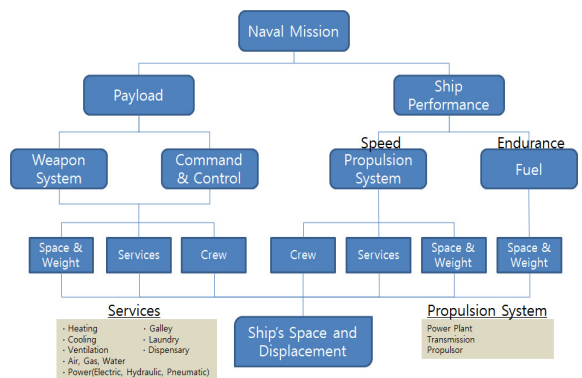 Naval Mission
Payload
Ship
Performance
Speed
Endurance
Weapon
System
Command
& Control
Propulsion
System
Fuel
Space &
Weight
Services
Crew
Crew
Services
Space &
Weight
Space &
Weight
Services
· Heating
· Cooling
· Ventilation
· Air, Gas, Water
· Power(Electric, Hydraulic, Pneumatic)
· Galley
· Laundry
· Dispensary
Ship's Space and
Displacement
Propulsion System
Power Plant
Transmission
Propulsor